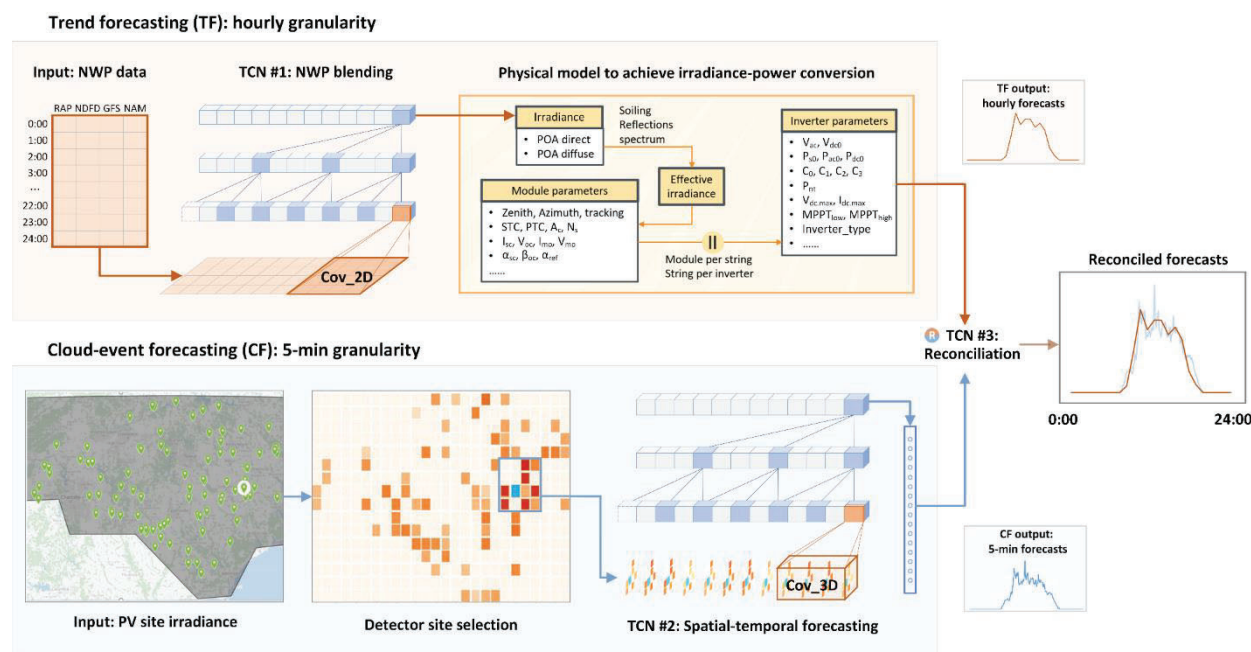 Trend forecasting (TF): hourly granularity
Input: NWP data
RAP NDFD GFS NAM
0:00
1:00
2:00
3:00
...
22:00
23:00
24:00
TCN #1: NWP blending
Cov_2D
Physical model to achieve irradiance-power conversion
Irradiance
• POA direct
• POA diffuse
Soiling
Reflections
spectrum
Effective
irradiance
Module parameters
• Zenith, Azimuth, tracking
• STC, PTC, Ac, Ns
• Isc, Voc, Imp, Vmp
• αsc, βoc, αref
......
II
Module per string
String per inverter
Inverter parameters
• Vac, Vdc0
• Ps0, Pac0, Pdc0
• C0, C1, C2, C3
• Pnt
• Vdc.max, Idc.max
• MPPTlow, MPPThigh
• Inverter_type
• ......
TF output:
hourly forecasts
Cloud-event forecasting (CF): 5-min granularity
Input: PV site irradiance
Detector site selection
Cov_3D
TCN #2: Spatial-temporal forecasting
R TCN #3:
Reconciliation
CF output:
5-min forecasts
Reconciled forecasts
0:00 24:00